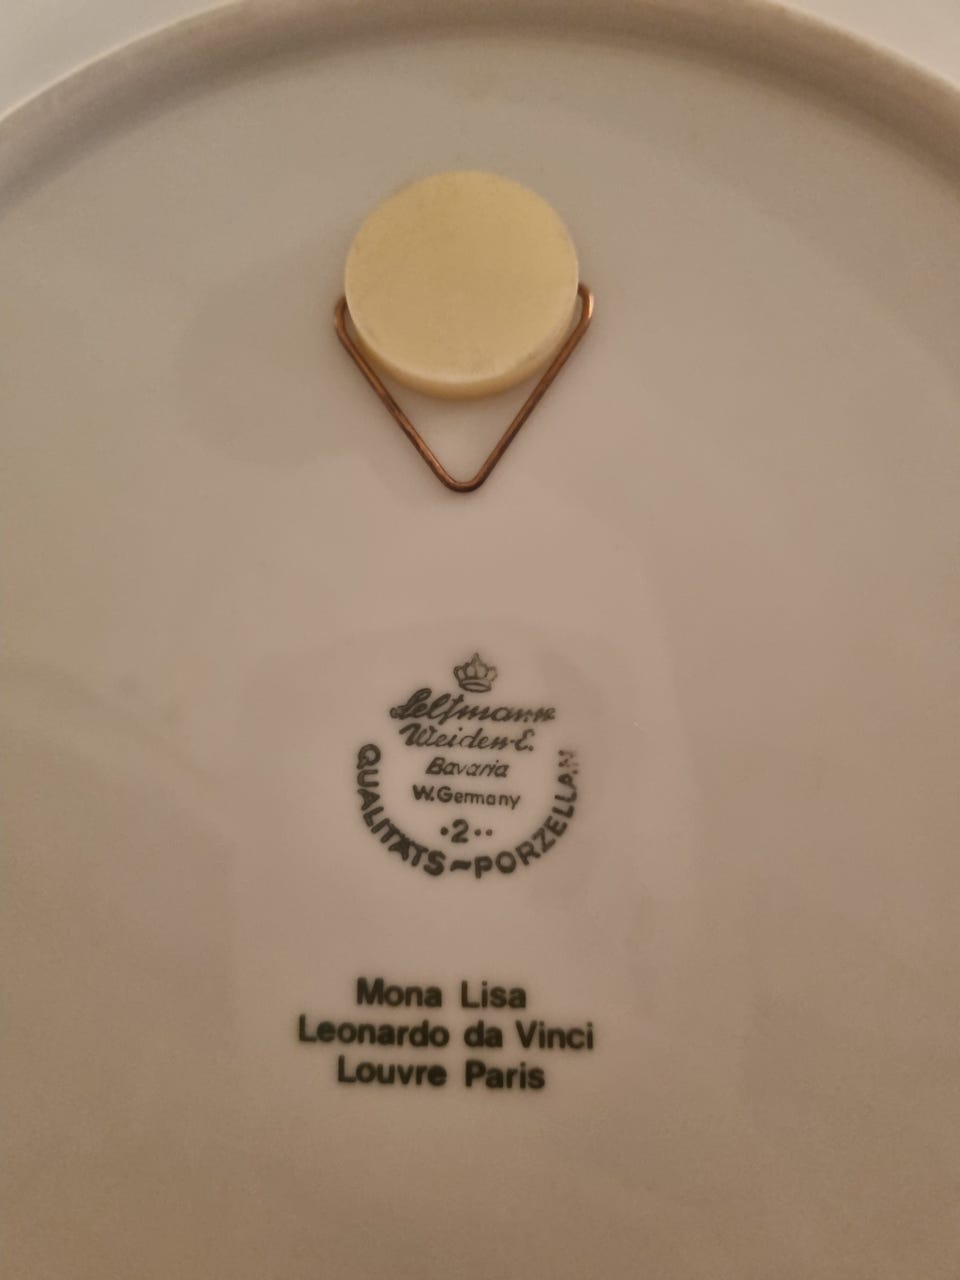 Seltmann
Weiden-E.
Bavaria
W.Germany
•2••
QUALITÄTS~PORZELLAN
Mona Lisa
Leonardo da Vinci
Louvre Paris